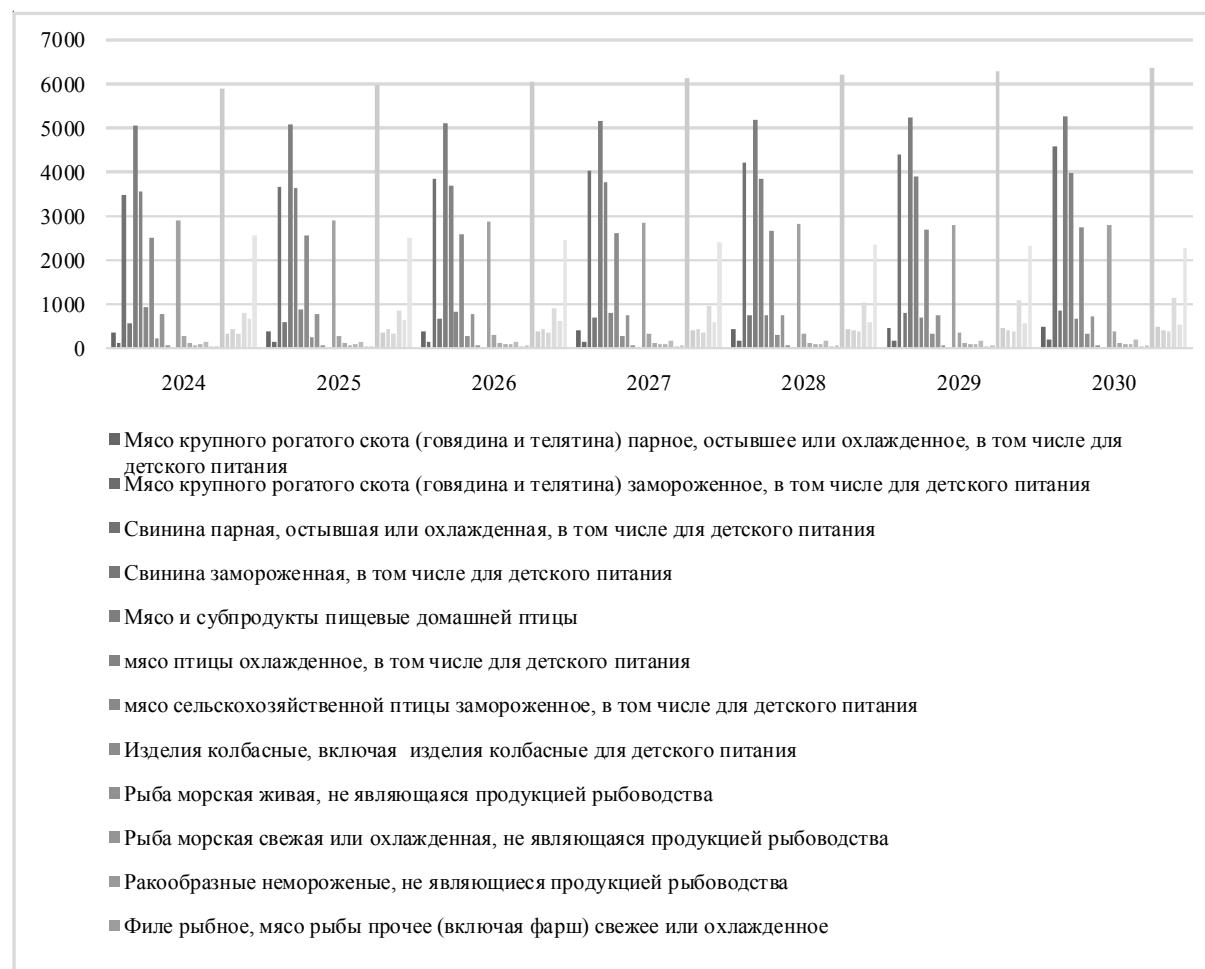 7000
6000
5000
4000
3000
2000
1000
0
2024 2025 2026 2027 2028 2029 2030
Мясо крупного рогатого скота (говядина и телятина) парное, остывшее или охлажденное, в том числе для
детского питания
Мясо крупного рогатого скота (говядина и телятина) замороженное, в том числе для детского питания
Свинина парная, остывшая или охлажденная, в том числе для детского питания
Свинина замороженная, в том числе для детского питания
Мясо и субпродукты пищевые домашней птицы
мясо птицы охлажденное, в том числе для детского питания
мясо сельскохозяйственной птицы замороженное, в том числе для детского питания
Изделия колбасные, включая изделия колбасные для детского питания
Рыба морская живая, не являющаяся продукцией рыбоводства
Рыба морская свежая или охлажденная, не являющаяся продукцией рыбоводства
Ракообразные немороженые, не являющиеся продукцией рыбоводства
Филе рыбное, мясо рыбы прочее (включая фарш) свежее или охлажденное